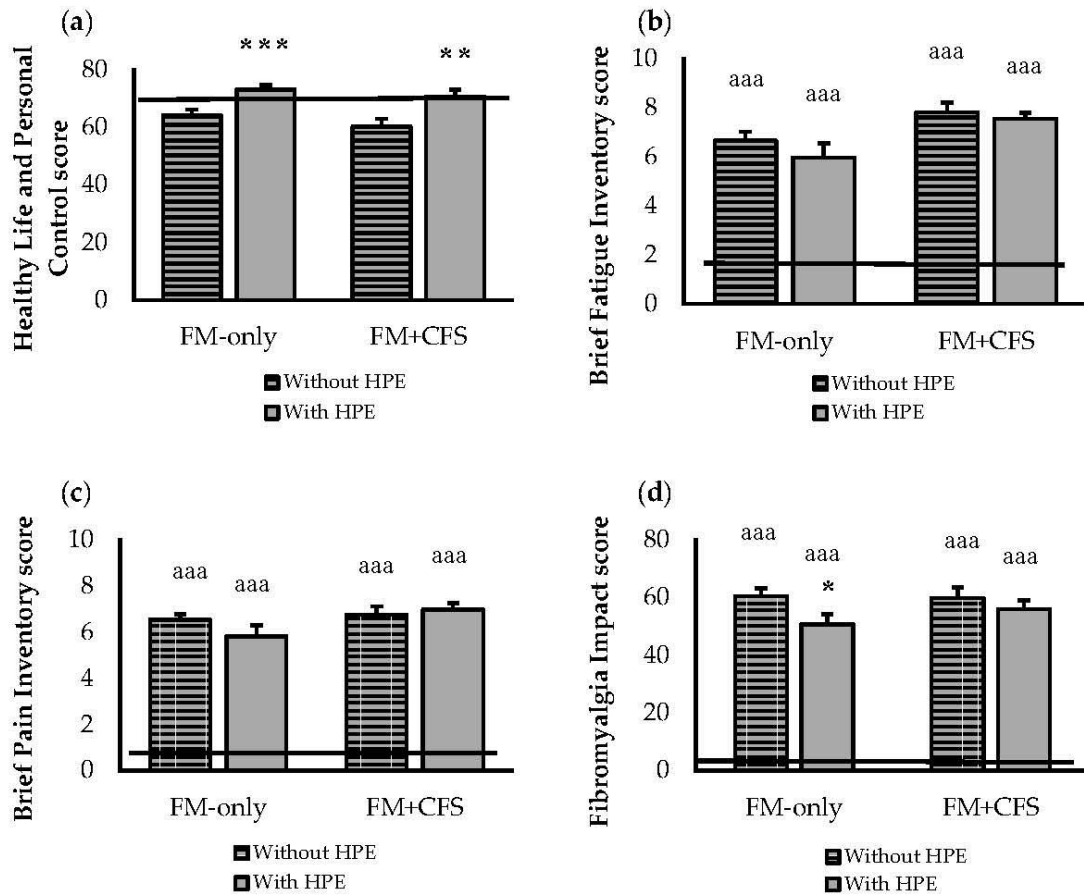 (a)
Healthy Life and Personal
Control score
***
**
80
60
40
20
0
FM-only
FM+CFS
Without HPE
With HPE
(b)
Brief Fatigue Inventory score
10
8
6
4
2
0
aaa
aaa
aaa
aaa
FM-only
FM+CFS
Without HPE
With HPE
(c)
Brief Pain Inventory score
10
8
6
4
2
0
aaa
aaa
aaa
aaa
FM-only
FM+CFS
Without HPE
With HPE
(d)
Fibromyalgia Impact score
80
60
40
20
0
aaa
aaa
*
aaa
aaa
FM-only
FM+CFS
Without HPE
With HPE